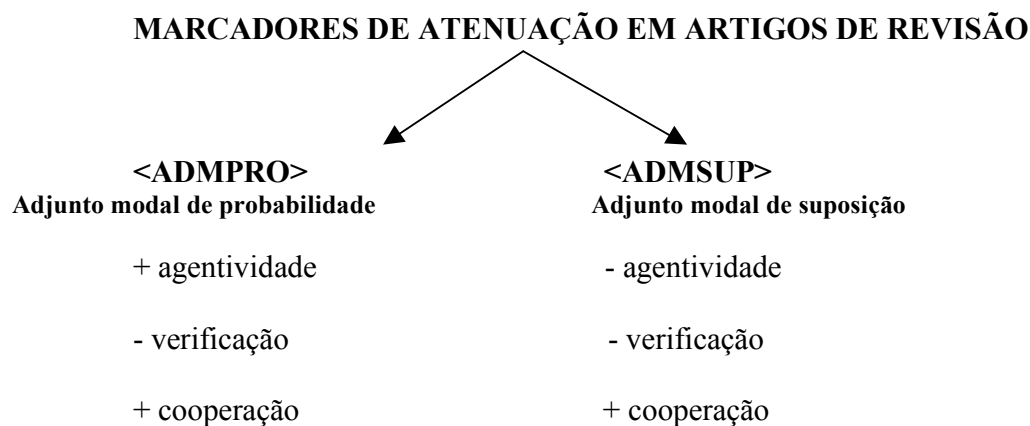 MARCADORES DE ATENUAÇÃO EM ARTIGOS DE REVISÃO
<ADMPRO> <ADMSUP>
Adjunto modal de probabilidade Adjunto modal de suposição
+ agentividade - agentividade
- verificação - verificação
+ cooperação + cooperação